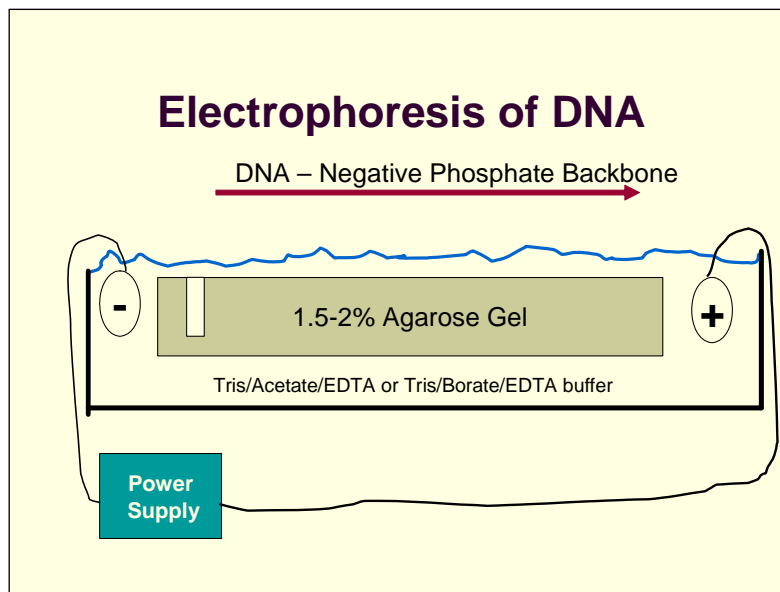 Electrophoresis of DNA
DNA – Negative Phosphate Backbone
-
1.5-2% Agarose Gel
+
Tris/Acetate/EDTA or Tris/Borate/EDTA buffer
Power
Supply